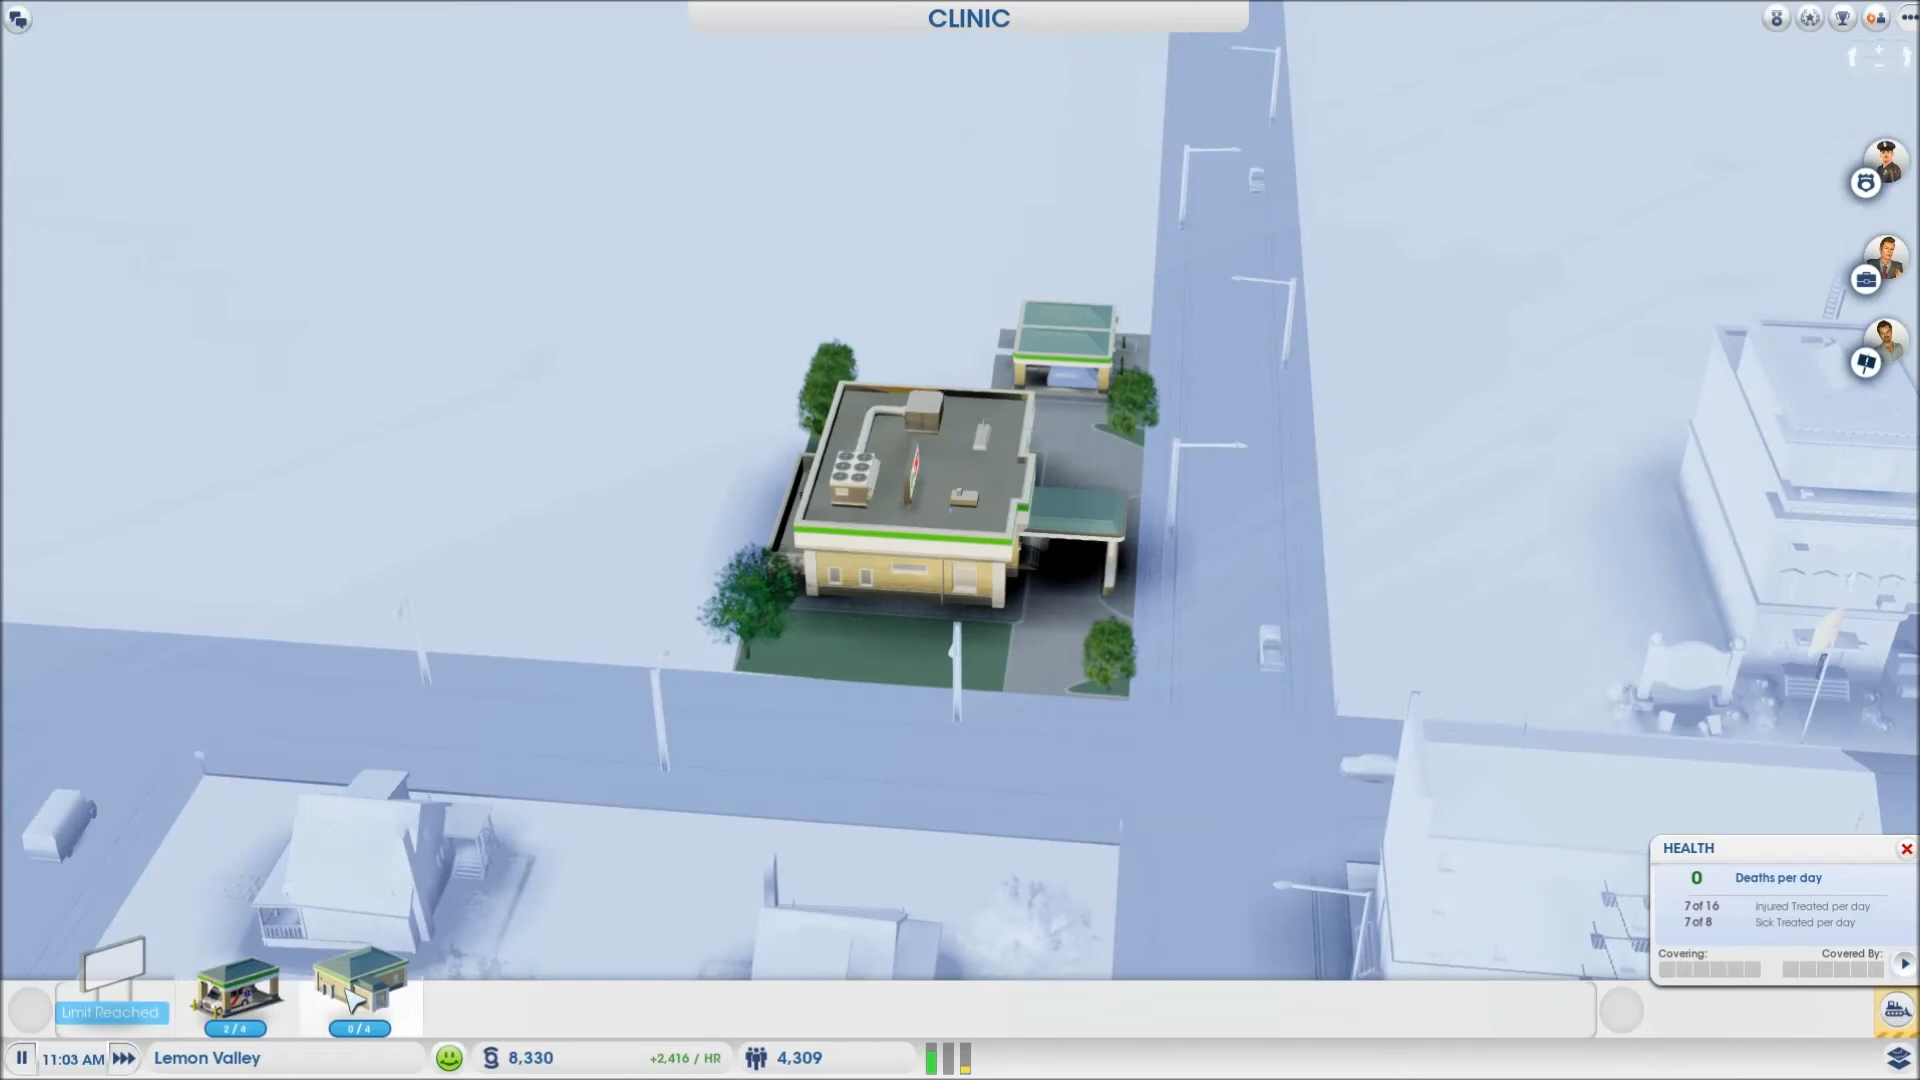 CLINIC
HEALTH
0 Deaths per day
7 of 16 Injured Treated per day
7 of 8 Sick Treated per day
Covering: Covered By:
Limit Reached
2 / 4
0 / 4
11:03 AM Lemon Valley 8,330 +2,416 / HR 4,309